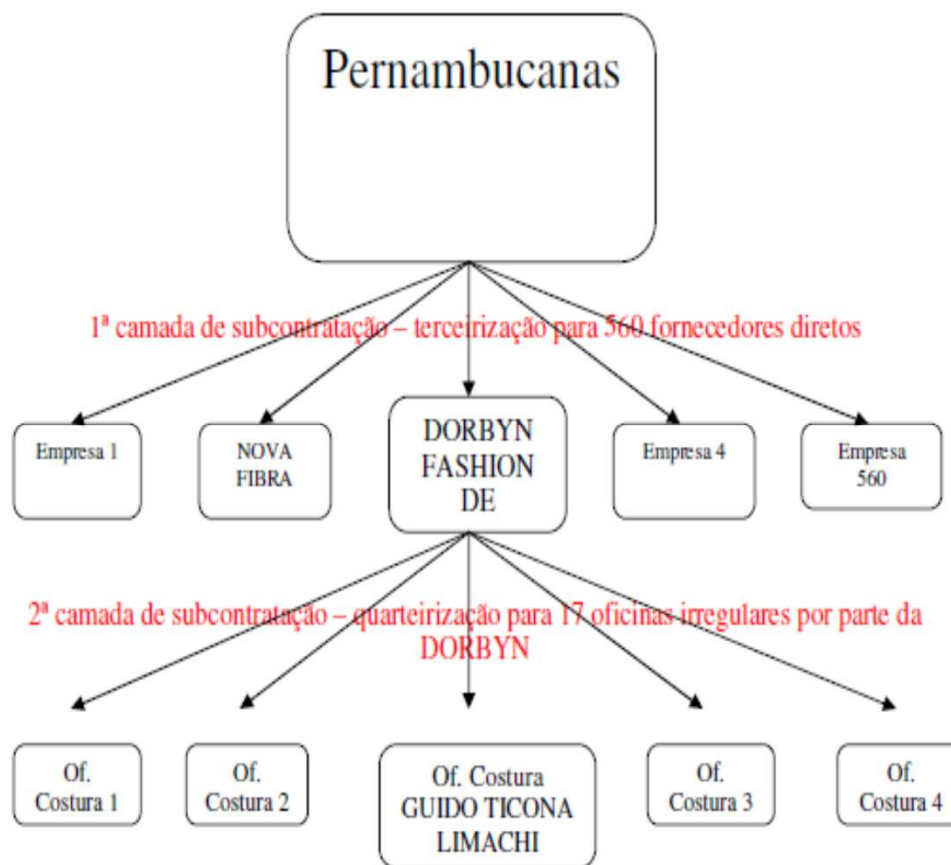 Pernambucanas
1ª camada de subcontratação – terceirização para 560 fornecedores diretos
Empresa 1
NOVA
FIBRA
DORBYN
FASHION
DE
Empresa 4
Empresa
560
2ª camada de subcontratação – quarteirização para 17 oficinas irregulares por parte da
DORBYN
Of.
Costura 1
Of.
Costura 2
Of. Costura
GUIDO TICONA
LIMACHI
Of.
Costura 3
Of.
Costura 4